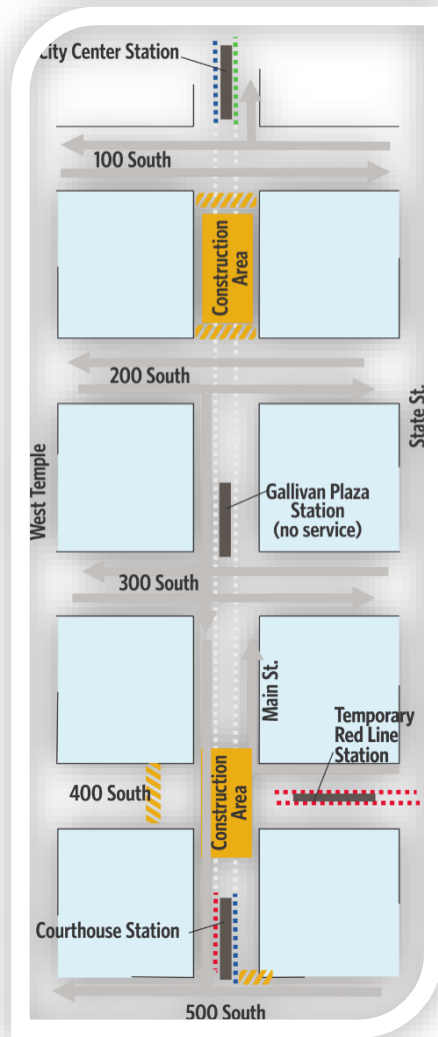 City Center Station
100 South
Construction
Area
200 South
State St.
West Temple
Gallivan Plaza
Station
(no service)
300 South
Main St.
Temporary
Red Line
Station
400 South
Construction
Area
Courthouse Station
500 South